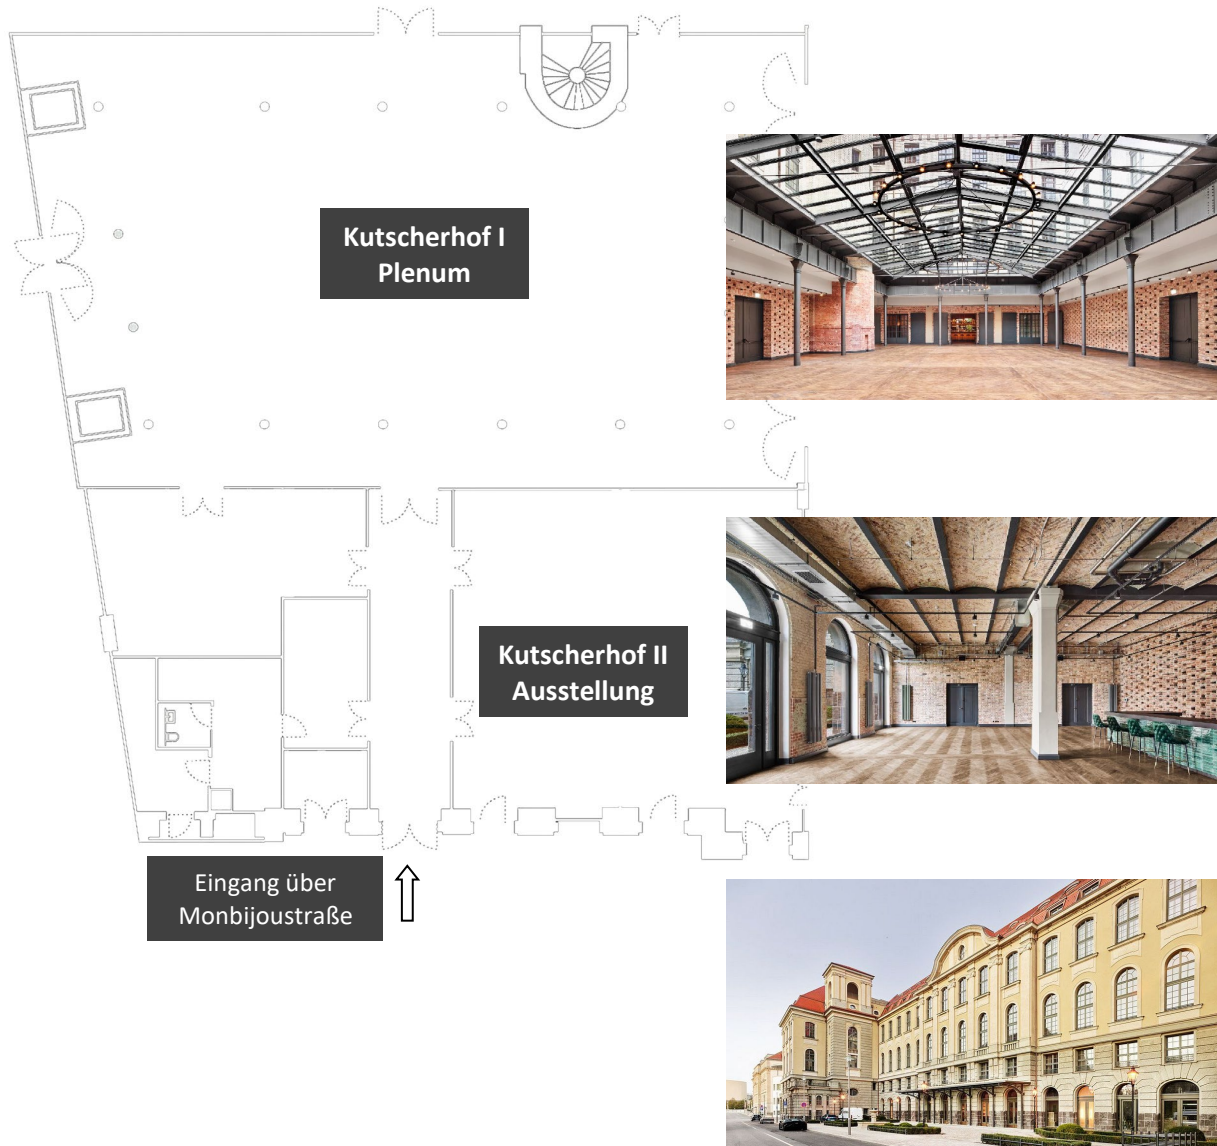 Kutscherhof I
Plenum
Kutscherhof II
Ausstellung
Eingang über
Monbijoustraße